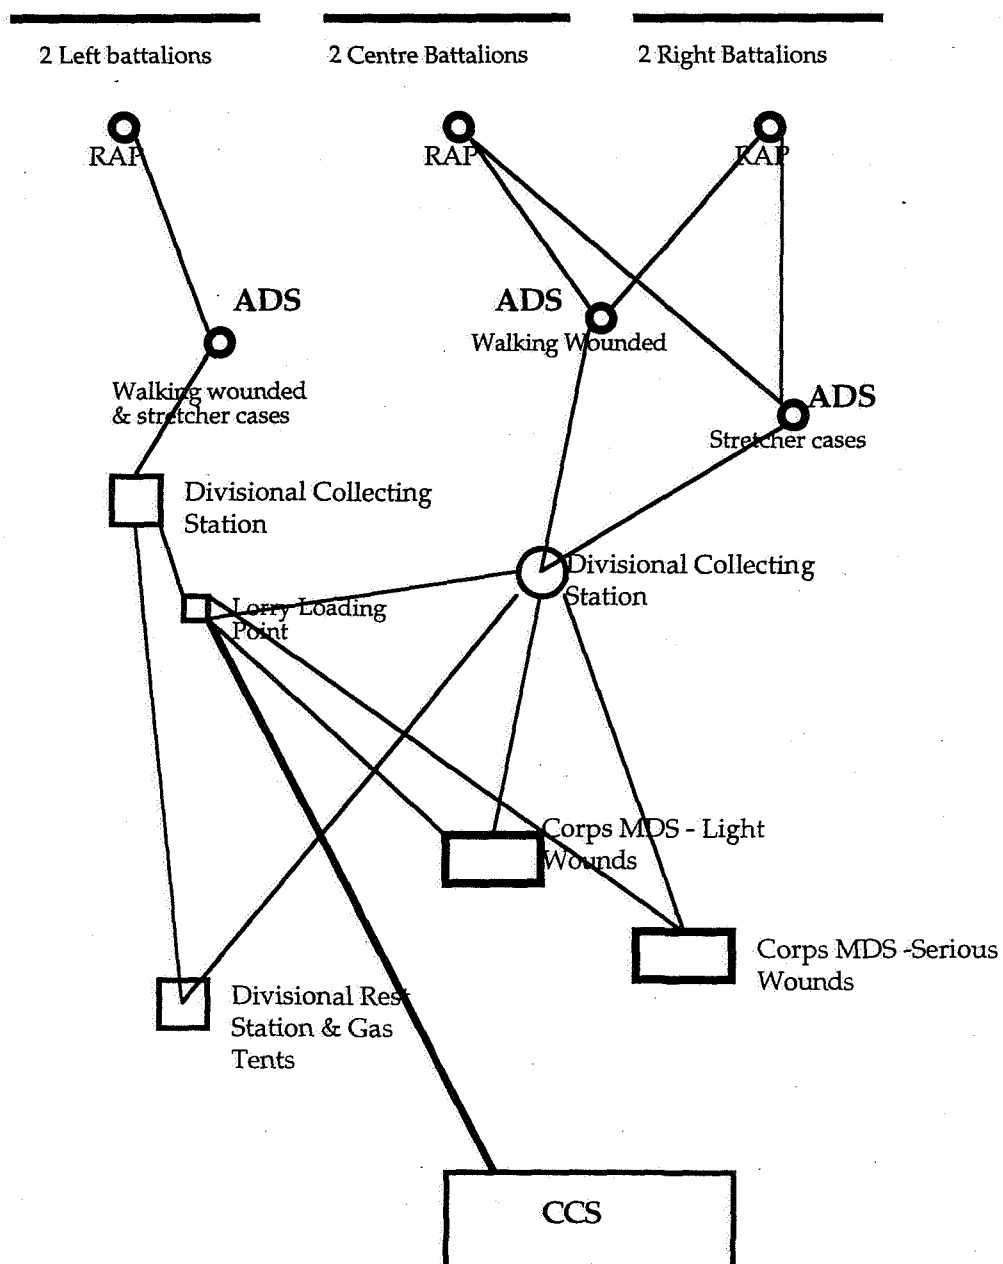 2 Left battalions
2 Centre Battalions
2 Right Battalions
RAP
RAP
RAP
ADS
Walking wounded
& stretcher cases
ADS
Walking Wounded
ADS
Stretcher cases
Divisional Collecting
Station
Divisional Collecting
Station
Lorry Loading
Point
Corps MDS - Light
Wounds
Corps MDS -Serious
Wounds
Divisional Rest
Station & Gas
Tents
CCS